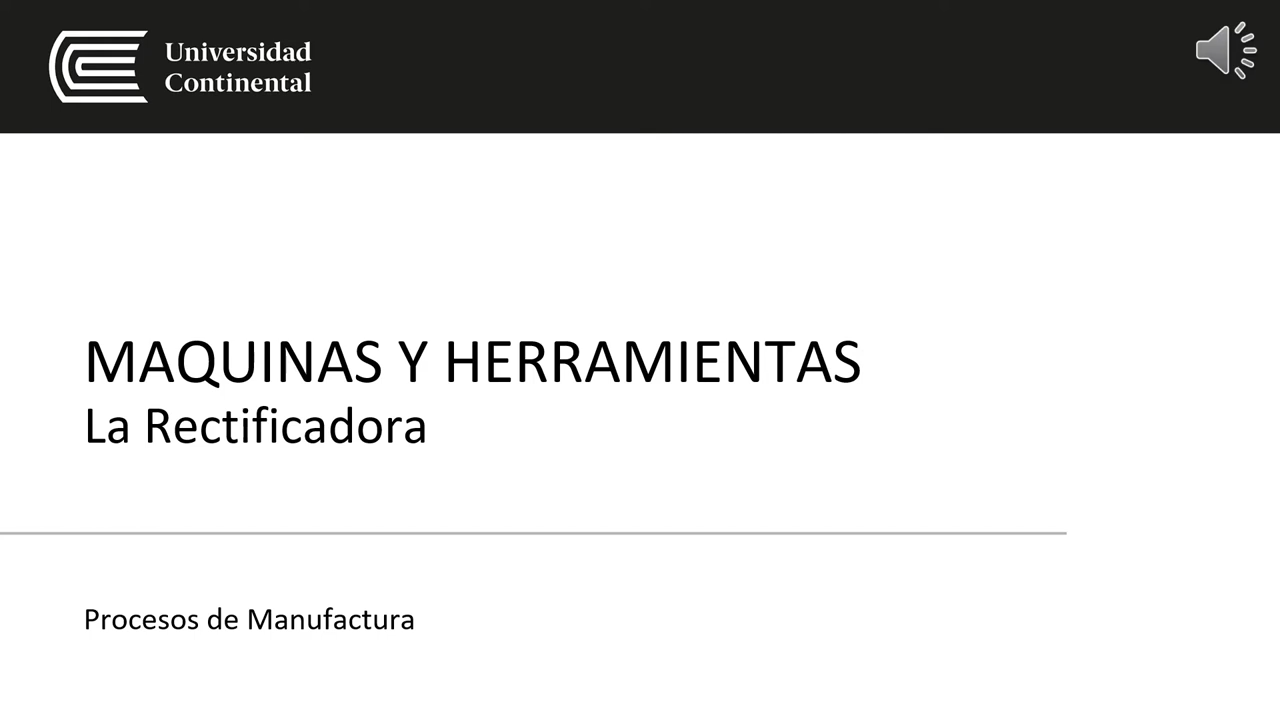 Universidad
Continental
MAQUINAS Y HERRAMIENTAS
La Rectificadora
Procesos de Manufactura